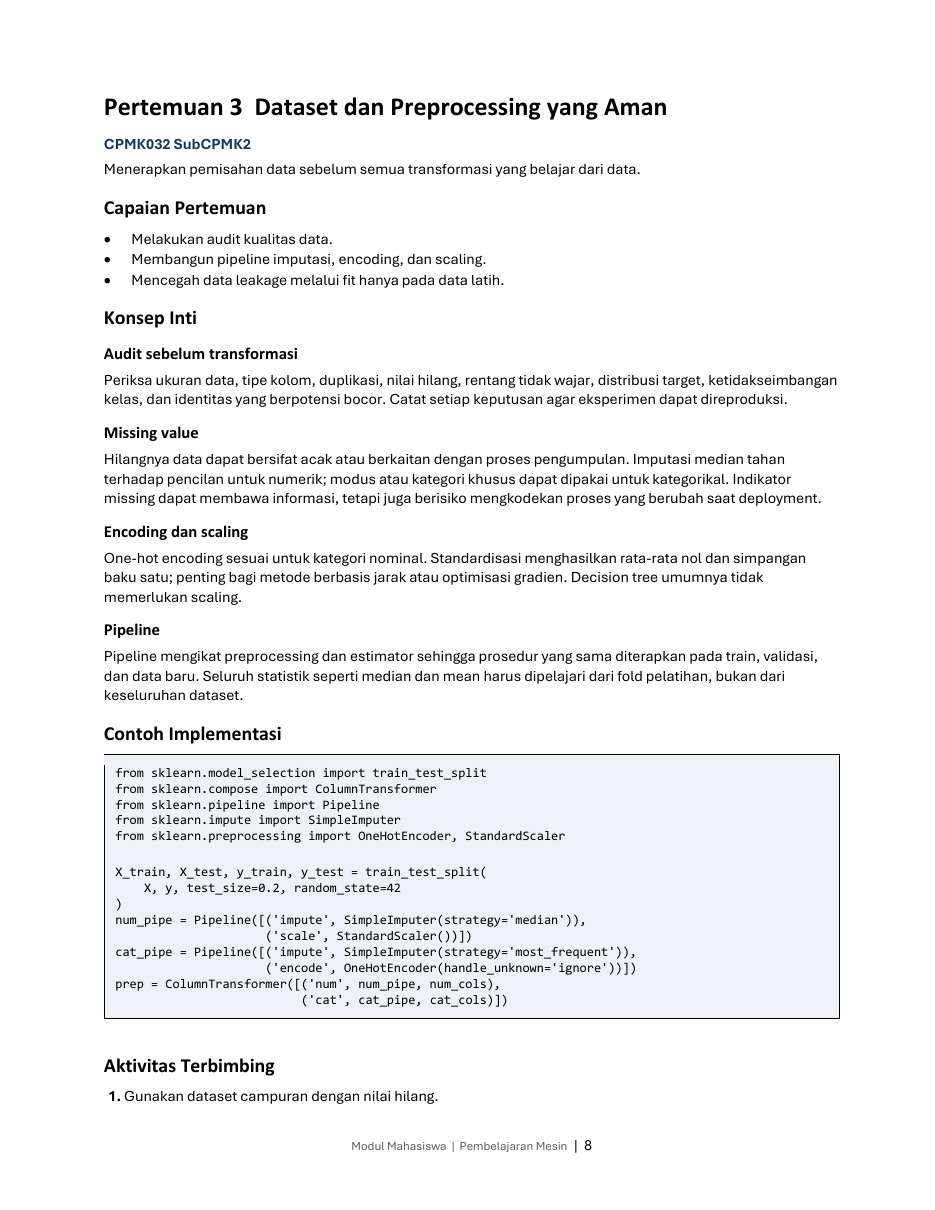 Pertemuan 3  Dataset dan Preprocessing yang Aman
CPMK032 SubCPMK2
Menerapkan pemisahan data sebelum semua transformasi yang belajar dari data.
Capaian Pertemuan
• Melakukan audit kualitas data.
• Membangun pipeline imputasi, encoding, dan scaling.
• Mencegah data leakage melalui fit hanya pada data latih.
Konsep Inti
Audit sebelum transformasi
Periksa ukuran data, tipe kolom, duplikasi, nilai hilang, rentang tidak wajar, distribusi target, ketidakseimbangan
kelas, dan identitas yang berpotensi bocor. Catat setiap keputusan agar eksperimen dapat direproduksi.
Missing value
Hilangnya data dapat bersifat acak atau berkaitan dengan proses pengumpulan. Imputasi median tahan
terhadap pencilan untuk numerik; modus atau kategori khusus dapat dipakai untuk kategorikal. Indikator
missing dapat membawa informasi, tetapi juga berisiko mengkodekan proses yang berubah saat deployment.
Encoding dan scaling
One-hot encoding sesuai untuk kategori nominal. Standardisasi menghasilkan rata-rata nol dan simpangan
baku satu; penting bagi metode berbasis jarak atau optimisasi gradien. Decision tree umumnya tidak
memerlukan scaling.
Pipeline
Pipeline mengikat preprocessing dan estimator sehingga prosedur yang sama diterapkan pada train, validasi,
dan data baru. Seluruh statistik seperti median dan mean harus dipelajari dari fold pelatihan, bukan dari
keseluruhan dataset.
Contoh Implementasi
from sklearn.model_selection import train_test_split
from sklearn.compose import ColumnTransformer
from sklearn.pipeline import Pipeline
from sklearn.impute import SimpleImputer
from sklearn.preprocessing import OneHotEncoder, StandardScaler

X_train, X_test, y_train, y_test = train_test_split(
    X, y, test_size=0.2, random_state=42
)
num_pipe = Pipeline([('impute', SimpleImputer(strategy='median')),
                     ('scale', StandardScaler())])
cat_pipe = Pipeline([('impute', SimpleImputer(strategy='most_frequent')),
                     ('encode', OneHotEncoder(handle_unknown='ignore'))])
prep = ColumnTransformer([('num', num_pipe, num_cols),
                          ('cat', cat_pipe, cat_cols)])
Aktivitas Terbimbing
1. Gunakan dataset campuran dengan nilai hilang.
Modul Mahasiswa | Pembelajaran Mesin | 8